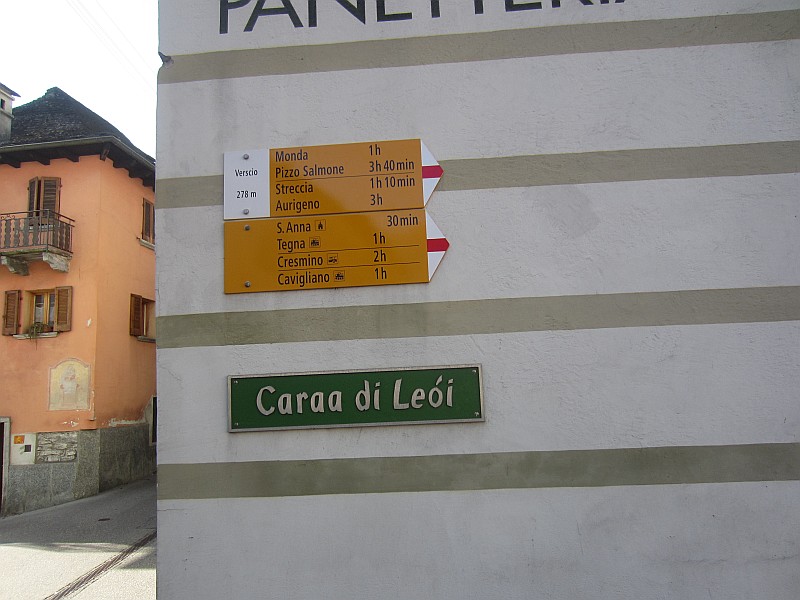 PANETTERIA
Verscio
278 m
Monda 1h
Pizzo Salmone 3h 40min
Streccia 1h 10min
Aurigeno 3h
S. Anna 30min
Tegna 1h
Cresmino 2h
Cavigliano 1h
Caraa di Leói